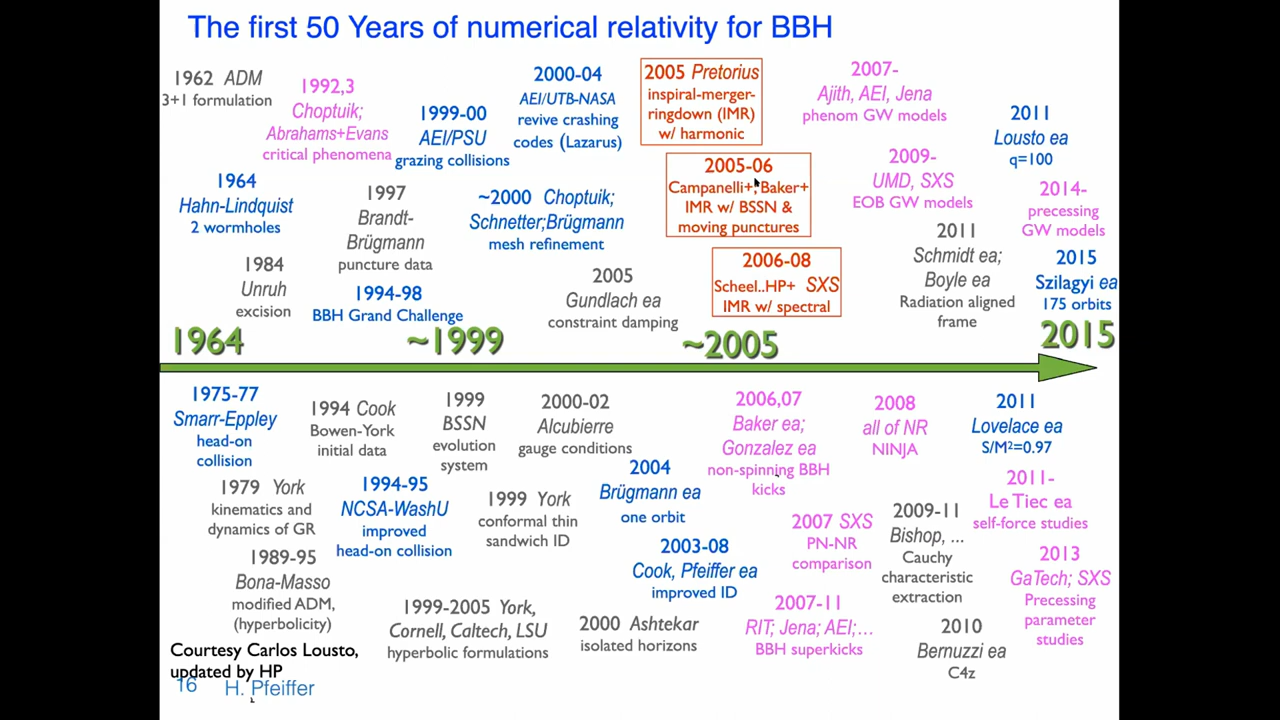 The first 50 Years of numerical relativity for BBH
1962 ADM
3+1 formulation
1992,3
Choptuik;
Abrahams+Evans
critical phenomena
1999-00
AEI/PSU
grazing collisions
2000-04
AEI/UTB-NASA
revive crashing
codes (Lazarus)
2005 Pretorius
inspiral-merger-
ringdown (IMR)
w/ harmonic
2007-
Ajith, AEI, Jena
phenom GW models
2011
Lousto ea
q=100
1964
Hahn-Lindquist
2 wormholes
1997
Brandt-
Brügmann
puncture data
~2000 Choptuik;
Schnetter;Brügmann
mesh refinement
2005-06
Campanelli+, Baker+
IMR w/ BSSN &
moving punctures
2009-
UMD, SXS
EOB GW models
2014-
precessing
GW models
1984
Unruh
excision
1994-98
BBH Grand Challenge
2005
Gundlach ea
constraint damping
2006-08
Scheel..HP+ SXS
IMR w/ spectral
2011
Schmidt ea;
Boyle ea
Radiation aligned
frame
2015
Szilagyi ea
175 orbits
1964
~1999
~2005
2015
1975-77
Smarr-Eppley
head-on
collision
1994 Cook
Bowen-York
initial data
1999
BSSN
evolution
system
2000-02
Alcubierre
gauge conditions
2006,07
Baker ea;
Gonzalez ea
non-spinning BBH
kicks
2008
all of NR
NINJA
2011
Lovelace ea
S/M²=0.97
1979 York
kinematics and
dynamics of GR
1994-95
NCSA-WashU
improved
head-on collision
1999 York
conformal thin
sandwich ID
2004
Brügmann ea
one orbit
2007 SXS
PN-NR
comparison
2009-11
Bishop, ...
Cauchy
characteristic
extraction
2011-
Le Tiec ea
self-force studies
1989-95
Bona-Masso
modified ADM,
(hyperbolicity)
1999-2005 York,
Cornell, Caltech, LSU
hyperbolic formulations
2000 Ashtekar
isolated horizons
2003-08
Cook, Pfeiffer ea
improved ID
2007-11
RIT; Jena; AEI;...
BBH superkicks
2010
Bernuzzi ea
C4z
2013
GaTech; SXS
Precessing
parameter
studies
Courtesy Carlos Lousto,
updated by HP
16 H. Pfeiffer